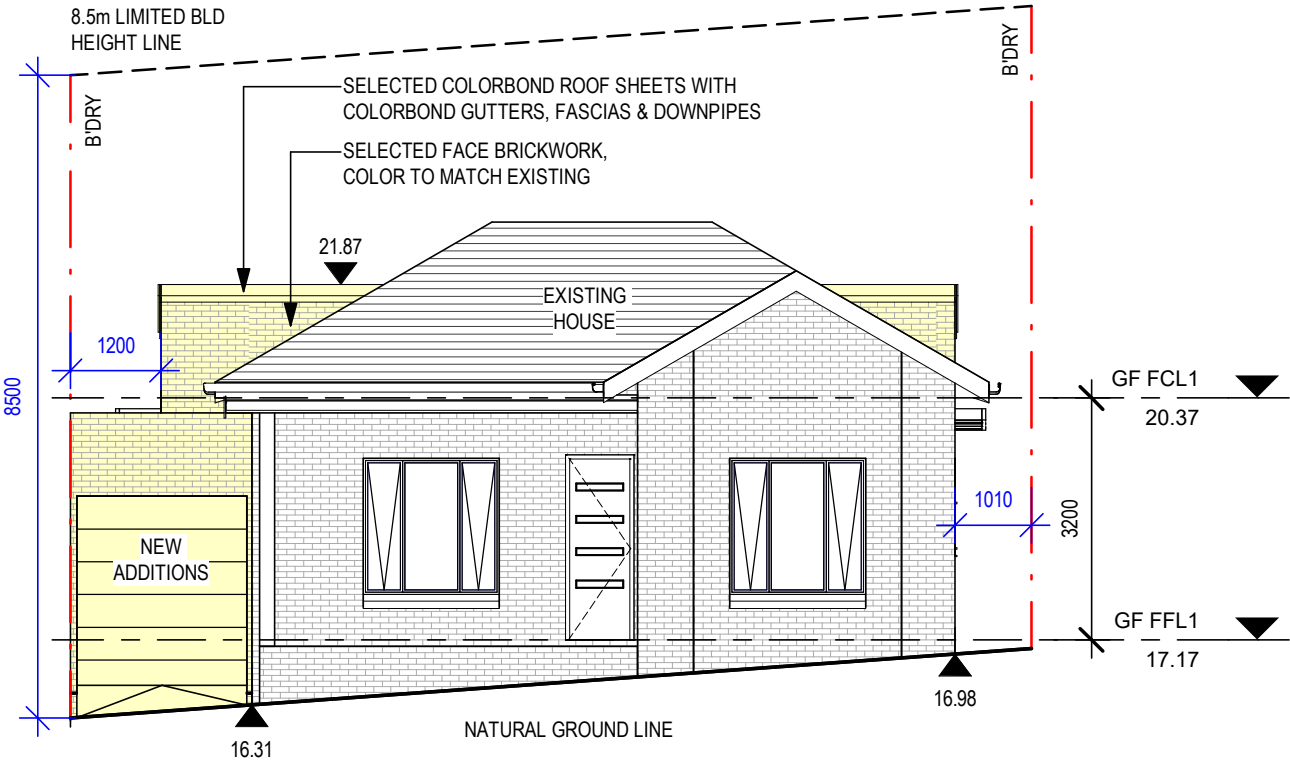 8.5m LIMITED BLD
HEIGHT LINE
B'DRY
B'DRY
SELECTED COLORBOND ROOF SHEETS WITH
COLORBOND GUTTERS, FASCIAS & DOWNPIPES
SELECTED FACE BRICKWORK,
COLOR TO MATCH EXISTING
21.87
EXISTING
HOUSE
1200
8500
GF FCL1
20.37
1010
3200
NEW
ADDITIONS
GF FFL1
17.17
16.98
NATURAL GROUND LINE
16.31